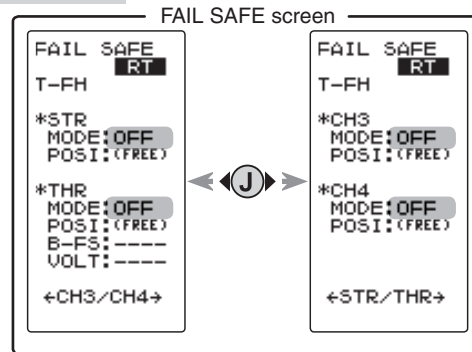 FAIL SAFE screen
FAIL SAFE
RT
T-FH
*STR
MODE:OFF
POSI:(FREE)
*THR
MODE:OFF
POSI:(FREE)
B-FS:----
VOLT:----
←CH3/CH4→
J
FAIL SAFE
RT
T-FH
*CH3
MODE:OFF
POSI:(FREE)
*CH4
MODE:OFF
POSI:(FREE)
←STR/THR→